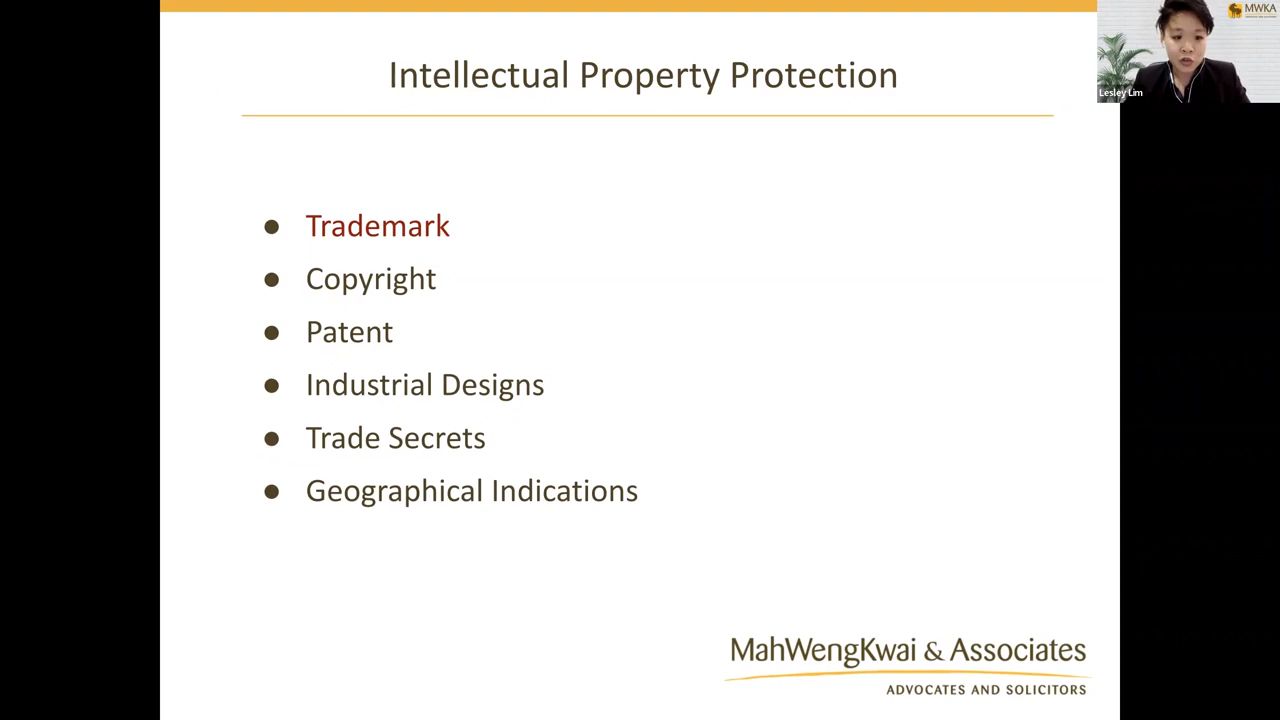 Intellectual Property Protection
MWKA
Lesley Lim
● Trademark
● Copyright
● Patent
● Industrial Designs
● Trade Secrets
● Geographical Indications
MahWengKwai & Associates
ADVOCATES AND SOLICITORS